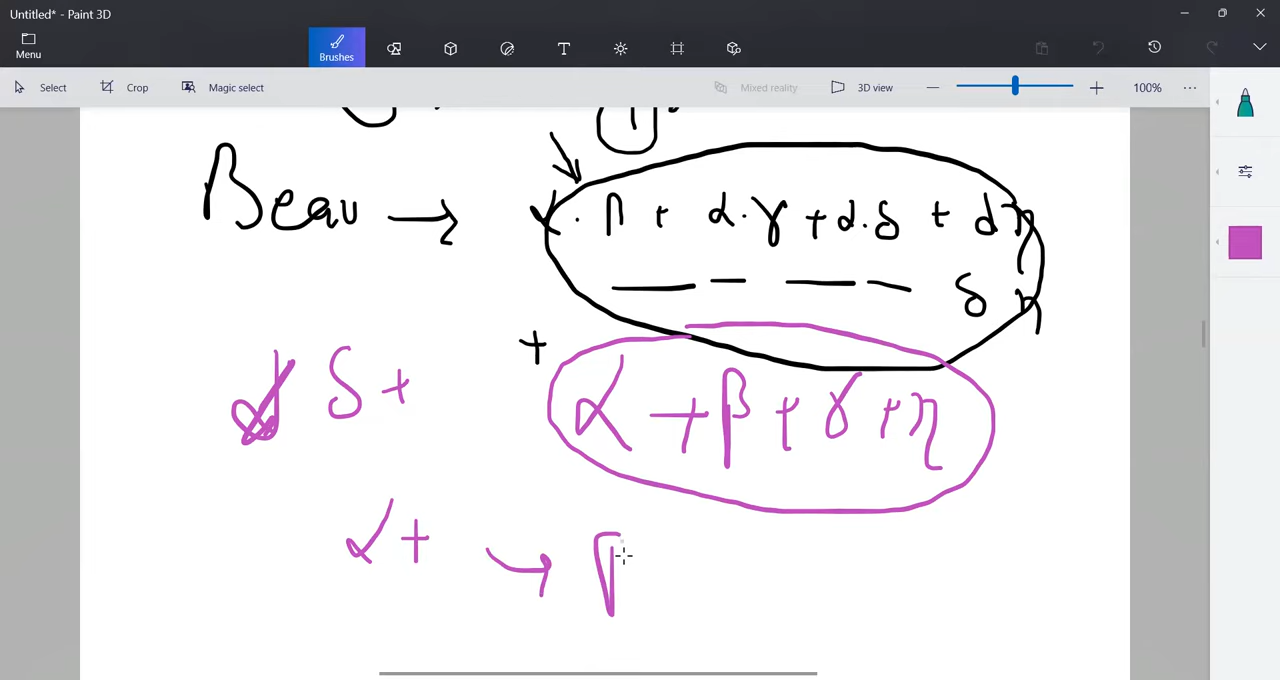 Untitled* - Paint 3D
Menu
Brushes
Select Crop Magic select Mixed reality 3D view 100%
Beau → α . β + α . γ + α . δ + α η
— — — — δ η
+
δ + α + β + γ + η
α + →